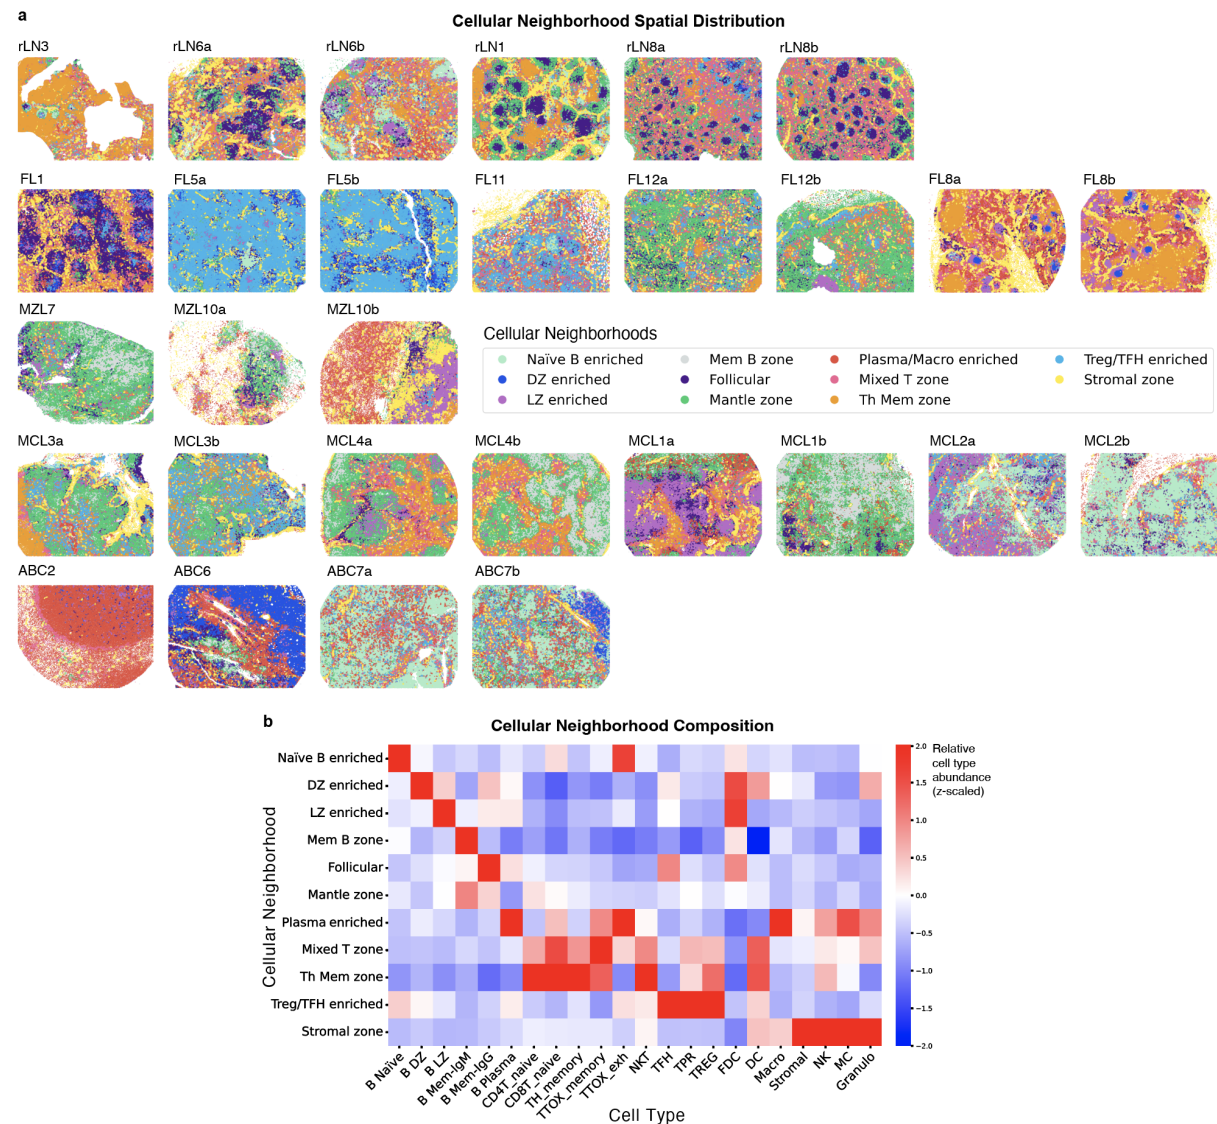 a
Cellular Neighborhood Spatial Distribution
rLN3 rLN6a rLN6b rLN1 rLN8a rLN8b
FL1 FL5a FL5b FL11 FL12a FL12b FL8a FL8b
MZL7 MZL10a MZL10b
Cellular Neighborhoods
Naïve B enriched Mem B zone Plasma/Macro enriched Treg/TFH enriched
DZ enriched Follicular Mixed T zone Stromal zone
LZ enriched Mantle zone Th Mem zone
MCL3a MCL3b MCL4a MCL4b MCL1a MCL1b MCL2a MCL2b
ABC2 ABC6 ABC7a ABC7b
b
Cellular Neighborhood Composition
Cellular Neighborhood
Naïve B enriched
DZ enriched
LZ enriched
Mem B zone
Follicular
Mantle zone
Plasma enriched
Mixed T zone
Th Mem zone
Treg/TFH enriched
Stromal zone
B Naïve B DZ B LZ B Mem-IgM B Mem-IgG B Plasma CD4T_naive CD8T_naive TH_memory TTOX_memory TTOX_exh NKT TFH TPR TREG FDC DC Macro Stromal NK MC Granulo
Cell Type
2.0
1.5
1.0
0.5
0.0
−0.5
−1.0
−1.5
−2.0
Relative
cell type
abundance
(z-scaled)